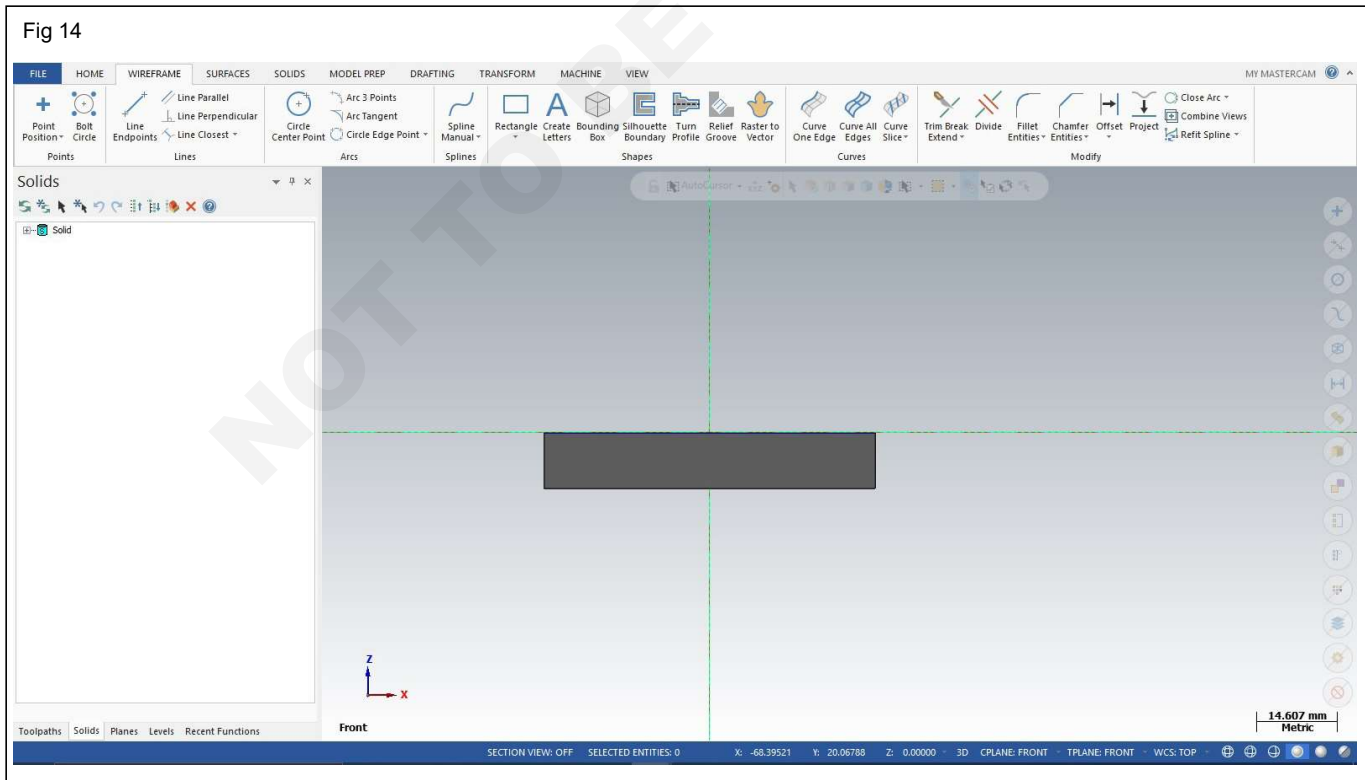 Fig 14
FILE HOME WIREFRAME SURFACES SOLIDS MODEL PREP DRAFTING TRANSFORM MACHINE VIEW MY MASTERCAM
Point Position
Bolt Circle
Points
Line Endpoints
Line Parallel
Line Perpendicular
Line Closest
Lines
Circle Center Point
Arc 3 Points
Arc Tangent
Circle Edge Point
Arcs
Spline Manual
Splines
Rectangle
Create Letters
Bounding Box
Silhouette Boundary
Turn Profile
Relief Groove
Raster to Vector
Shapes
Curve One Edge
Curve All Edges
Curve Slice
Curves
Trim Break Extend
Divide
Fillet Entities
Chamfer Entities
Offset
Project
Close Arc
Combine Views
Refit Spline
Modify
Solids
AutoCursor
Solid
NOT TO BE
Z
X
Front
14.607 mm
Metric
Toolpaths Solids Planes Levels Recent Functions
SECTION VIEW: OFF SELECTED ENTITIES: 0 X: -68.39521 Y: 20.06788 Z: 0.00000 3D CPLANE: FRONT TPLANE: FRONT WCS: TOP